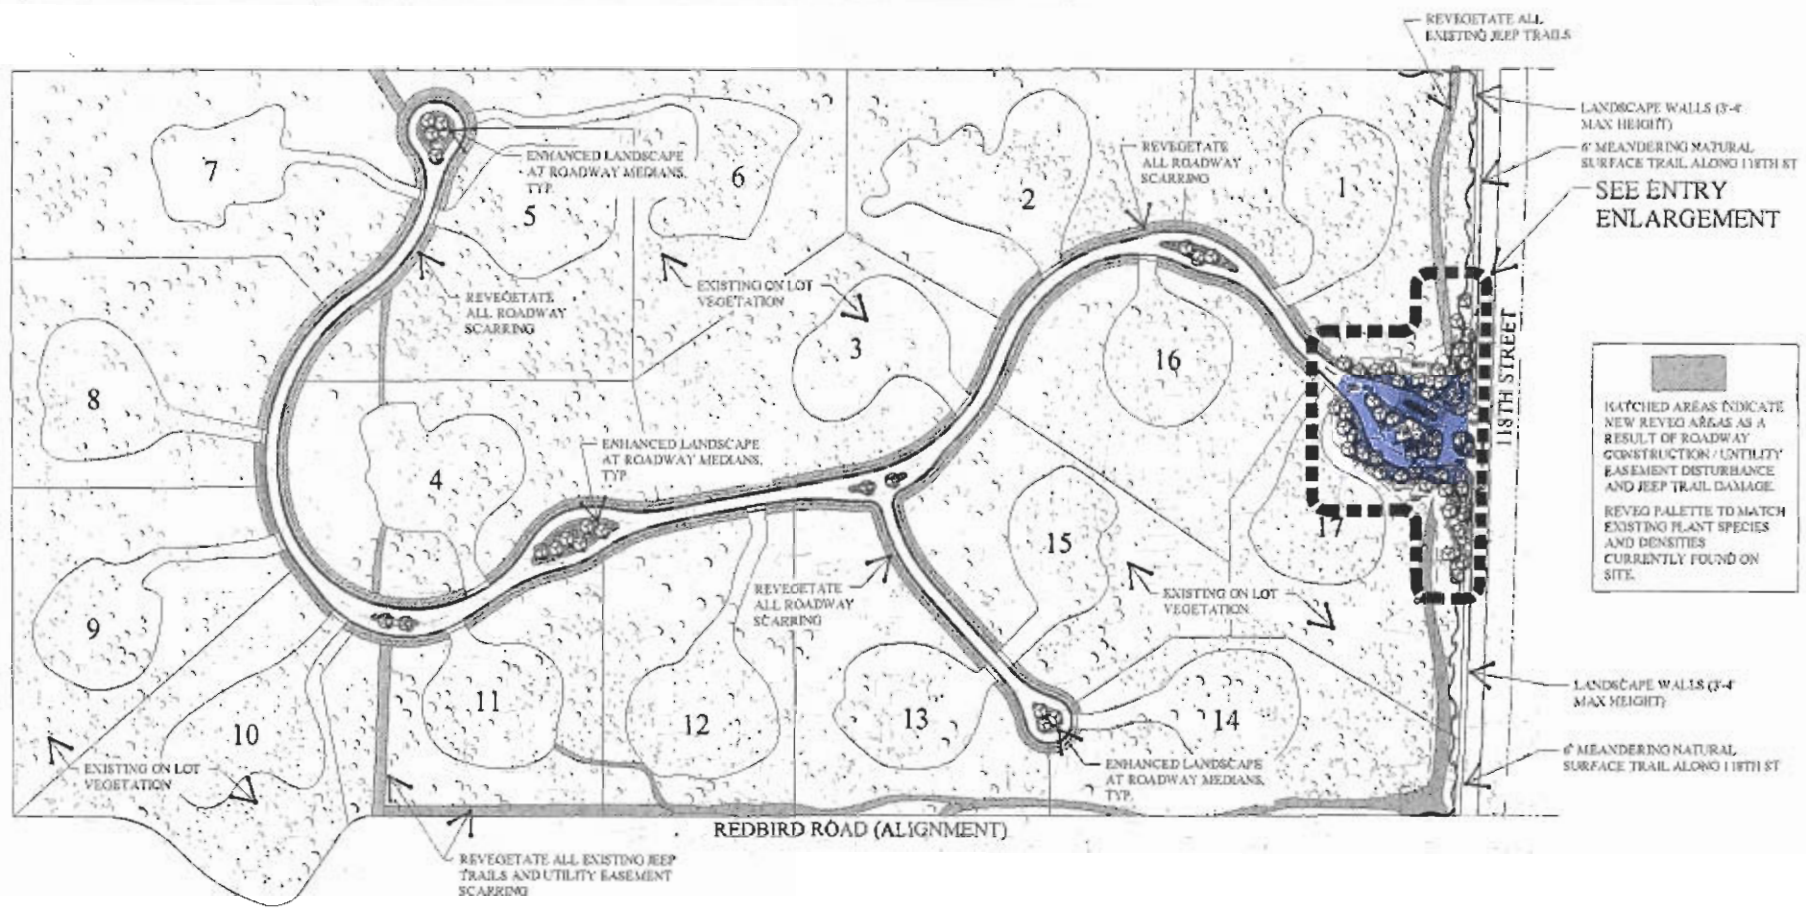 REVEGETATE ALL
EXISTING JEEP TRAILS
LANDSCAPE WALLS (3'-4'
MAX HEIGHT)
6' MEANDERING NATURAL
SURFACE TRAIL ALONG 118TH ST
SEE ENTRY
ENLARGEMENT
7
ENHANCED LANDSCAPE
AT ROADWAY MEDIANS,
TYP.
6
5
2
REVEGETATE
ALL ROADWAY
SCARRING
1
REVEGETATE
ALL ROADWAY
SCARRING
EXISTING ON LOT
VEGETATION
3
16
118TH STREET
8
4
ENHANCED LANDSCAPE
AT ROADWAY MEDIANS,
TYP.
HATCHED AREAS INDICATE
NEW REVEG AREAS AS A
RESULT OF ROADWAY
CONSTRUCTION / UNTILITY
EASEMENT DISTURBANCE
AND JEEP TRAIL DAMAGE.
REVEG PALETTE TO MATCH
EXISTING PLANT SPECIES
AND DENSITIES
CURRENTLY FOUND ON
SITE.
17
15
9
REVEGETATE
ALL ROADWAY
SCARRING
EXISTING ON LOT
VEGETATION
10
11
12
13
14
LANDSCAPE WALLS (3'-4'
MAX HEIGHT)
EXISTING ON LOT
VEGETATION
ENHANCED LANDSCAPE
AT ROADWAY MEDIANS,
TYP.
6' MEANDERING NATURAL
SURFACE TRAIL ALONG 118TH ST
REDBIRD ROAD (ALIGNMENT)
REVEGETATE ALL EXISTING JEEP
TRAILS AND UTILITY EASEMENT
SCARRING